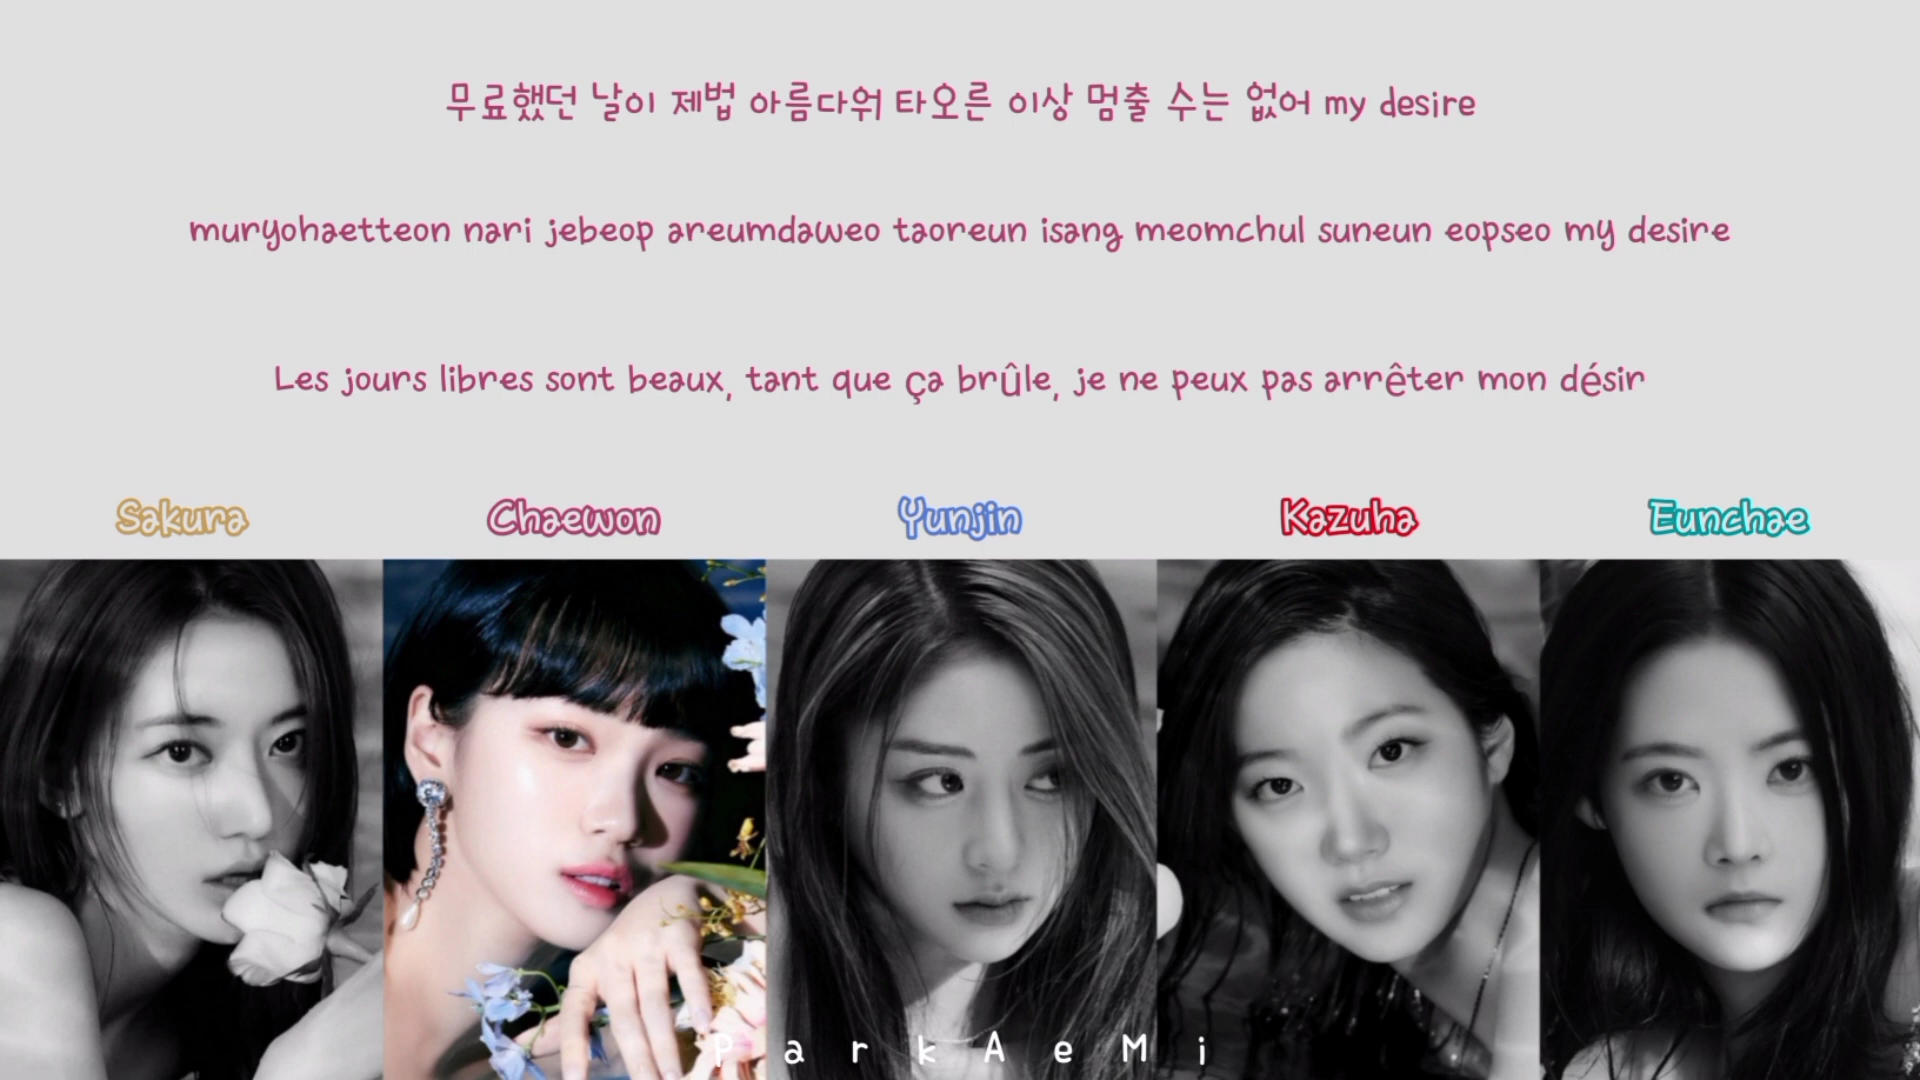 무료했던 날이 제법 아름다워 타오른 이상 멈출 수는 없어 my desire
muryohaetteon nari jebeop areumdaweo taoreun isang meomchul suneun eopseo my desire
Les jours libres sont beaux, tant que ça brûle, je ne peux pas arrêter mon désir
Sakura Chaewon Yunjin Kazuha Eunchae
ParkAeMi